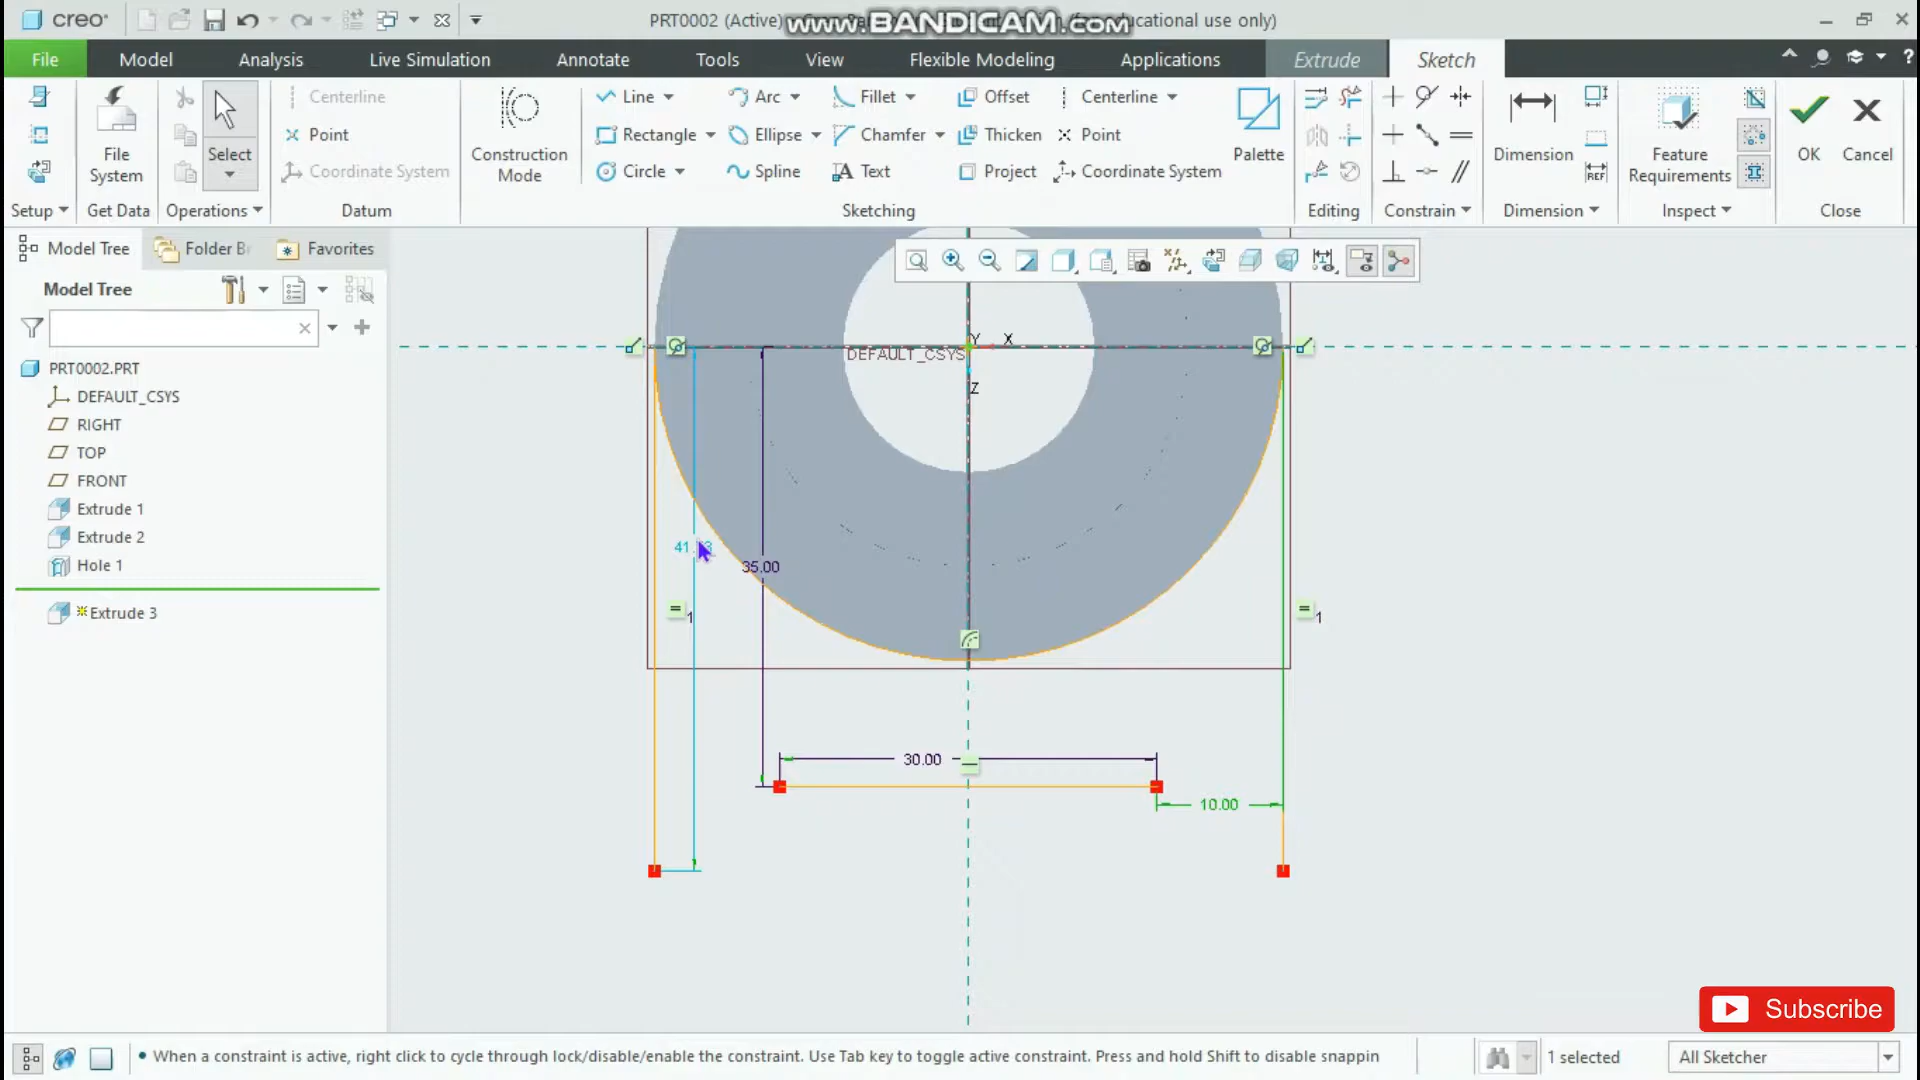 creo®
PRT0002 (Active)
www.BANDICAM.com
(for educational use only)
File Model Analysis Live Simulation Annotate Tools View Flexible Modeling Applications Extrude Sketch
Centerline Line Arc Fillet Offset Centerline
Point Rectangle Ellipse Chamfer Thicken Point
Coordinate System Circle Spline Text Project Coordinate System
File System
Select
Construction Mode
Palette
Dimension
REF
Feature Requirements
OK
Cancel
Setup Get Data Operations Datum Sketching Editing Constrain Dimension Inspect Close
Model Tree Folder Br Favorites
Model Tree
PRT0002.PRT
DEFAULT_CSYS
RIGHT
TOP
FRONT
Extrude 1
Extrude 2
Hole 1
Extrude 3
Y X
DEFAULT_CSYS
Z
35.00
1
1
30.00
10.00
Subscribe
• When a constraint is active, right click to cycle through lock/disable/enable the constraint. Use Tab key to toggle active constraint. Press and hold Shift to disable snappin
1 selected
All Sketcher